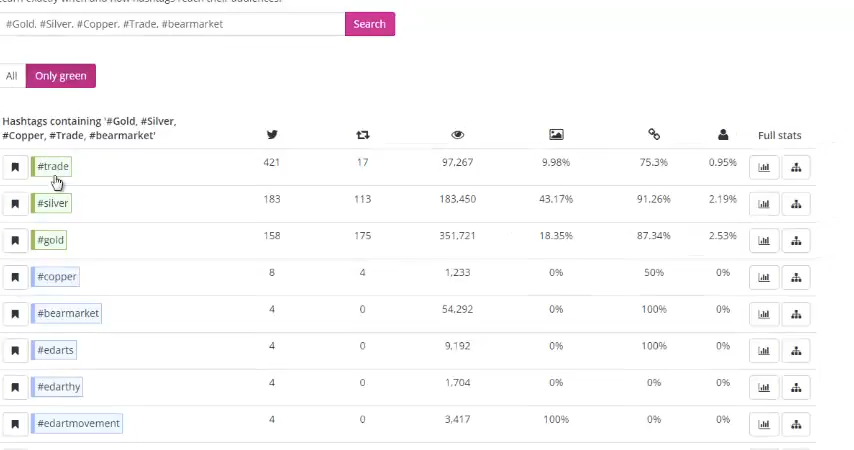 #Gold, #Silver, #Copper, #Trade, #bearmarket Search
All Only green
Hashtags containing '#Gold, #Silver,
#Copper, #Trade, #bearmarket'
Full stats
#trade 421 17 97,267 9.98% 75.3% 0.95%
#silver 183 113 183,450 43.17% 91.26% 2.19%
#gold 158 175 351,721 18.35% 87.34% 2.53%
#copper 8 4 1,233 0% 50% 0%
#bearmarket 4 0 54,292 0% 100% 0%
#edarts 4 0 9,192 0% 100% 0%
#edarthy 4 0 1,704 0% 0% 0%
#edartmovement 4 0 3,417 100% 0% 0%